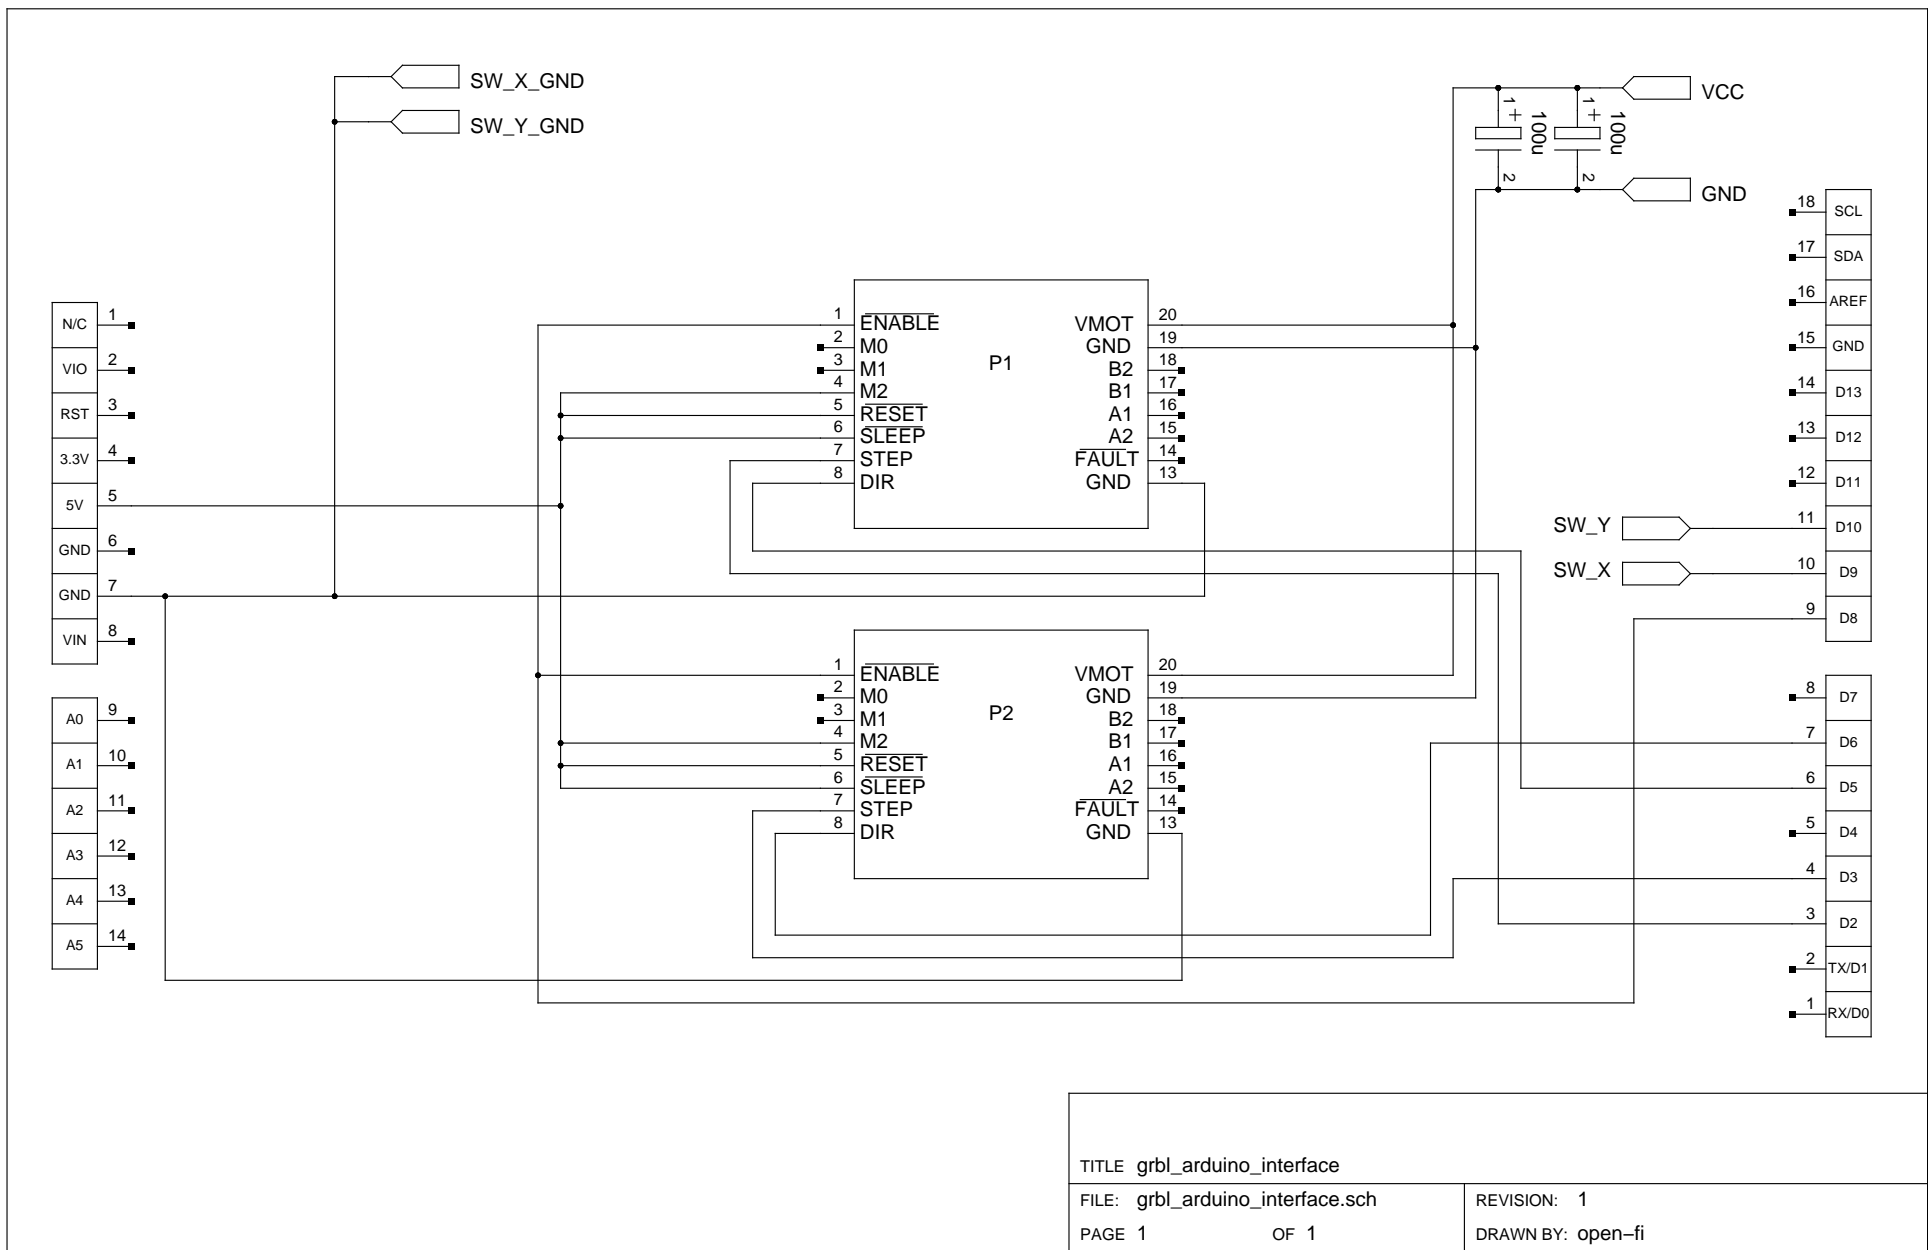 SW_X_GND
SW_Y_GND
VCC
1 + 100u 2
1 + 100u 2
GND
N/C 1
VIO 2
RST 3
3.3V 4
5V 5
GND 6
GND 7
VIN 8
A0 9
A1 10
A2 11
A3 12
A4 13
A5 14
P1
1 ENABLE
2 M0
3 M1
4 M2
5 RESET
6 SLEEP
7 STEP
8 DIR
VMOT 20
GND 19
B2 18
B1 17
A1 16
A2 15
FAULT 14
GND 13
P2
1 ENABLE
2 M0
3 M1
4 M2
5 RESET
6 SLEEP
7 STEP
8 DIR
VMOT 20
GND 19
B2 18
B1 17
A1 16
A2 15
FAULT 14
GND 13
18 SCL
17 SDA
16 AREF
15 GND
14 D13
13 D12
12 D11
SW_Y 11 D10
SW_X 10 D9
9 D8
8 D7
7 D6
6 D5
5 D4
4 D3
3 D2
2 TX/D1
1 RX/D0
TITLE grbl_arduino_interface
FILE: grbl_arduino_interface.sch REVISION: 1
PAGE 1 OF 1 DRAWN BY: open−fi